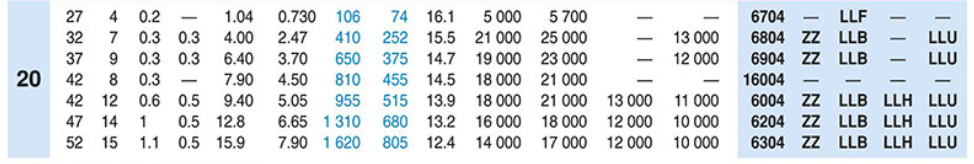 27 4 0.2 — 1.04 0.730 106 74 16.1 5 000 5 700 — — 6704 — LLF — —
32 7 0.3 0.3 4.00 2.47 410 252 15.5 21 000 25 000 — 13 000 6804 ZZ LLB — LLU
37 9 0.3 0.3 6.40 3.70 650 375 14.7 19 000 23 000 — 12 000 6904 ZZ LLB — LLU
20 42 8 0.3 — 7.90 4.50 810 455 14.5 18 000 21 000 — — 16004 — — — —
42 12 0.6 0.5 9.40 5.05 955 515 13.9 18 000 21 000 13 000 11 000 6004 ZZ LLB LLH LLU
47 14 1 0.5 12.8 6.65 1 310 680 13.2 16 000 18 000 12 000 10 000 6204 ZZ LLB LLH LLU
52 15 1.1 0.5 15.9 7.90 1 620 805 12.4 14 000 17 000 12 000 10 000 6304 ZZ LLB LLH LLU